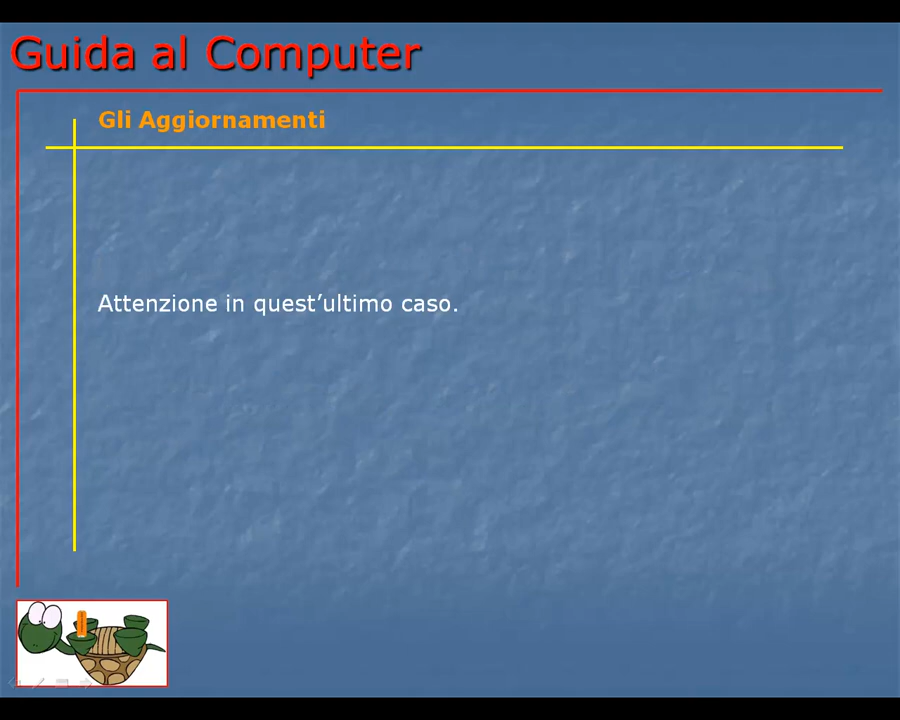 Guida al Computer
Gli Aggiornamenti
Attenzione in quest’ultimo caso.